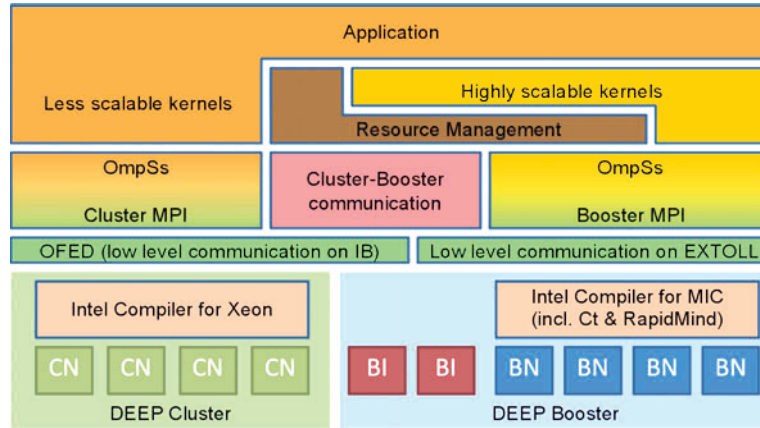 Application
Less scalable kernels
Highly scalable kernels
Resource Management
OmpSs
Cluster MPI
Cluster-Booster
communication
OmpSs
Booster MPI
OFED (low level communication on IB)
Low level communication on EXTOLL
Intel Compiler for Xeon
Intel Compiler for MIC
(incl. Ct & RapidMind)
CN CN CN CN BI BI BN BN BN BN
DEEP Cluster
DEEP Booster